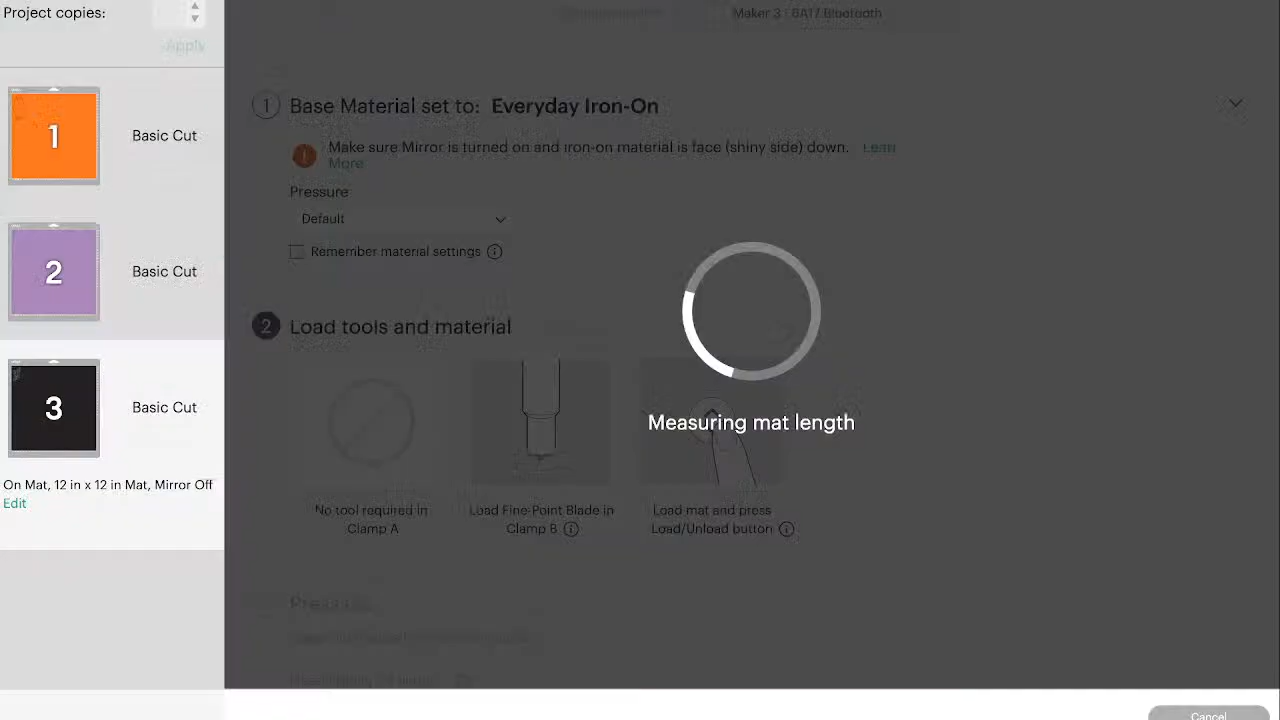 Project copies:
Apply
Maker 3 : 6A17 Bluetooth
1
Basic Cut
2
Basic Cut
3
Basic Cut
On Mat, 12 in x 12 in Mat, Mirror Off
Edit
1 Base Material set to: Everyday Iron-On
Make sure Mirror is turned on and iron-on material is face (shiny side) down. Learn
More
Pressure
Default
Remember material settings
2 Load tools and material
Measuring mat length
No tool required in
Clamp A
Load Fine-Point Blade in
Clamp B
Load mat and press
Load/Unload button
Cancel